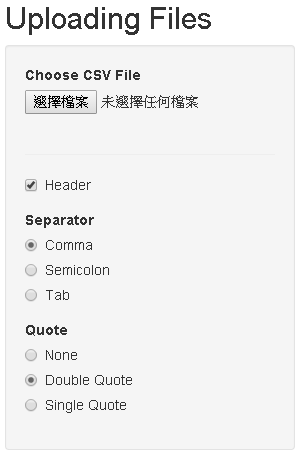 Uploading Files
Choose CSV File
選擇檔案 未選擇任何檔案
Header
Separator
Comma
Semicolon
Tab
Quote
None
Double Quote
Single Quote